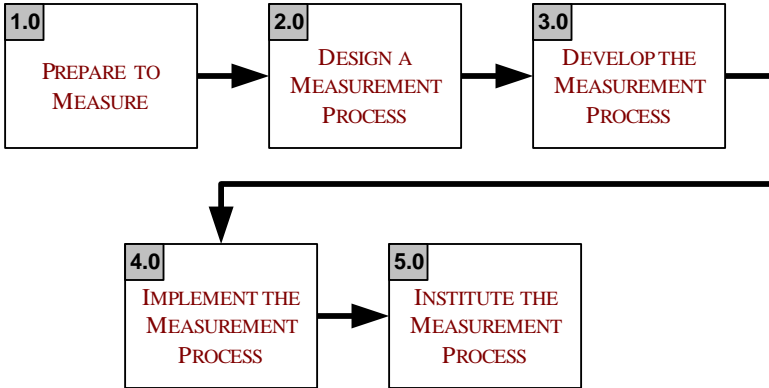 1.0
PREPARE TO
MEASURE
2.0
DESIGN A
MEASUREMENT
PROCESS
3.0
DEVELOP THE
MEASUREMENT
PROCESS
4.0
IMPLEMENT THE
MEASUREMENT
PROCESS
5.0
INSTITUTE THE
MEASUREMENT
PROCESS